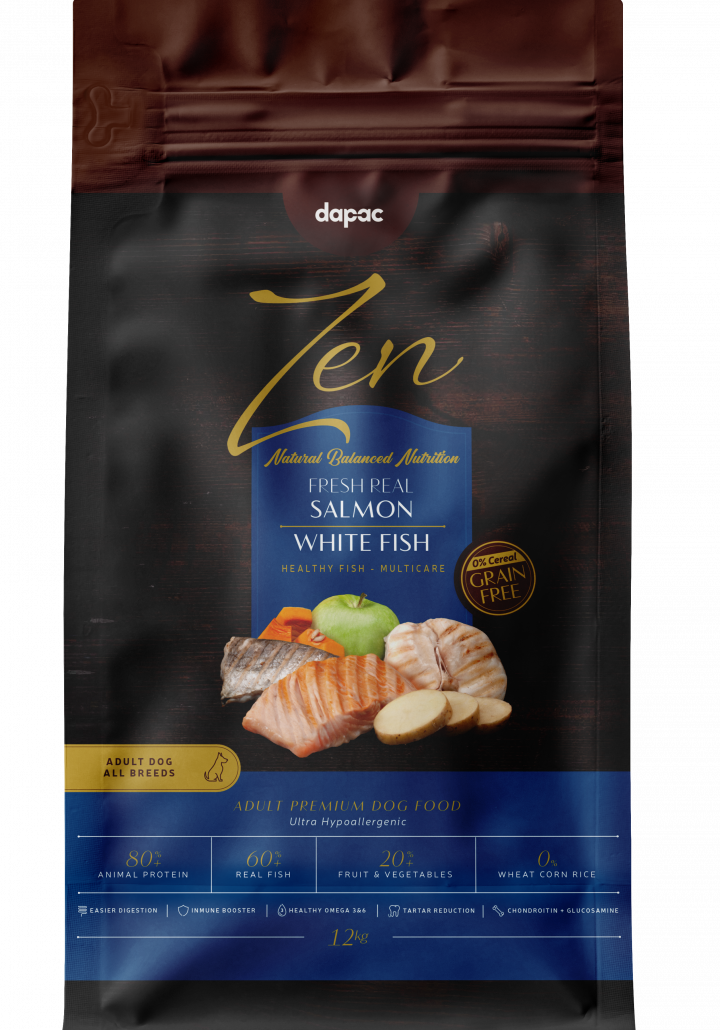 dapac
Zen
Natural Balanced Nutrition
FRESH REAL
SALMON
WHITE FISH
HEALTHY FISH - MULTICARE
0% Cereal
GRAIN
FREE
ADULT DOG
ALL BREEDS
ADULT PREMIUM DOG FOOD
Ultra Hypoallergenic
80%+
ANIMAL PROTEIN
60%+
REAL FISH
20%+
FRUIT & VEGETABLES
0%
WHEAT CORN RICE
EASIER DIGESTION
INMUNE BOOSTER
HEALTHY OMEGA 3&6
TARTAR REDUCTION
CHONDROITIN + GLUCOSAMINE
12kg